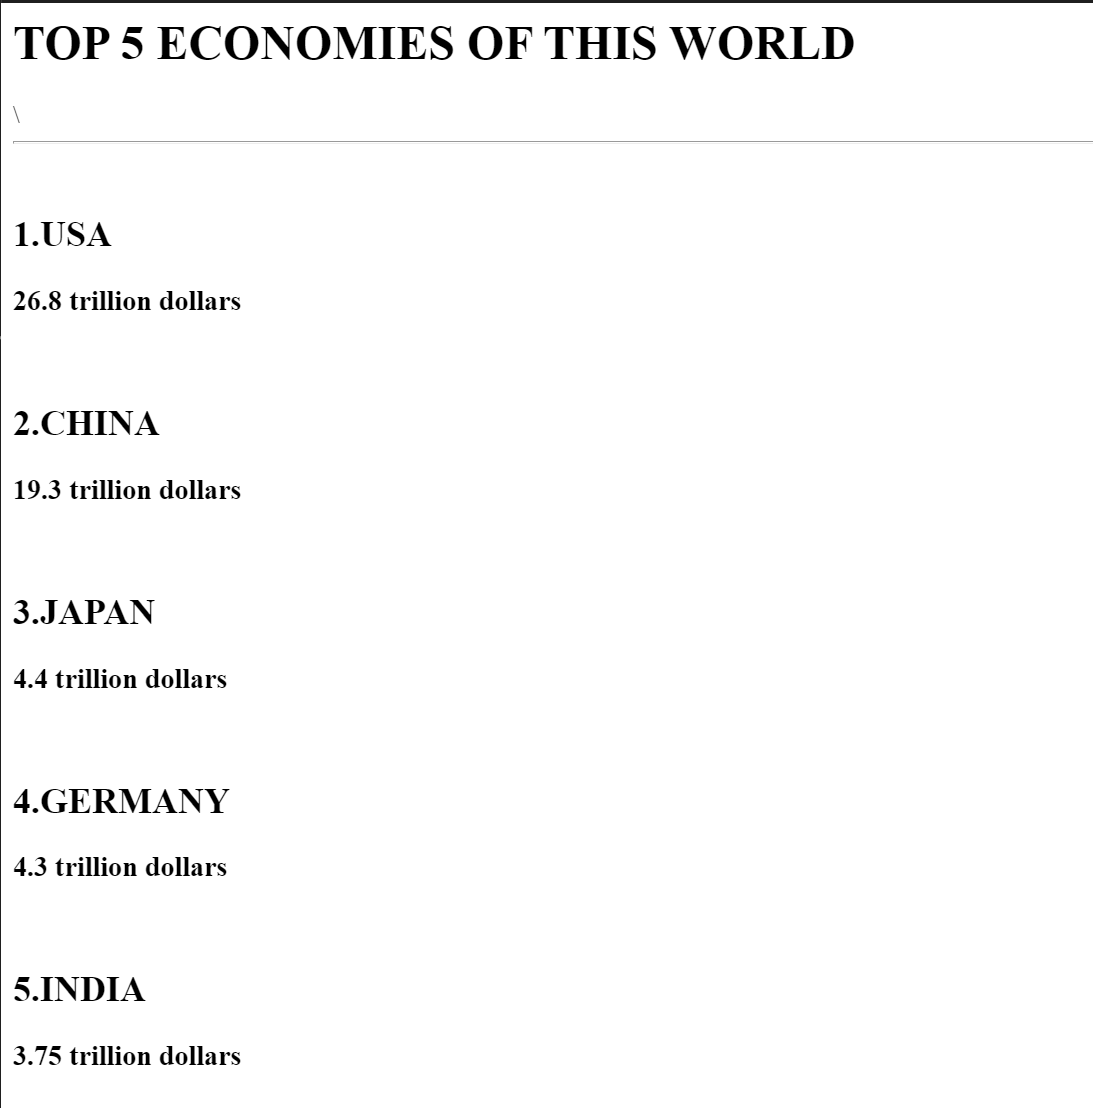 TOP 5 ECONOMIES OF THIS WORLD
\
1.USA
26.8 trillion dollars
2.CHINA
19.3 trillion dollars
3.JAPAN
4.4 trillion dollars
4.GERMANY
4.3 trillion dollars
5.INDIA
3.75 trillion dollars